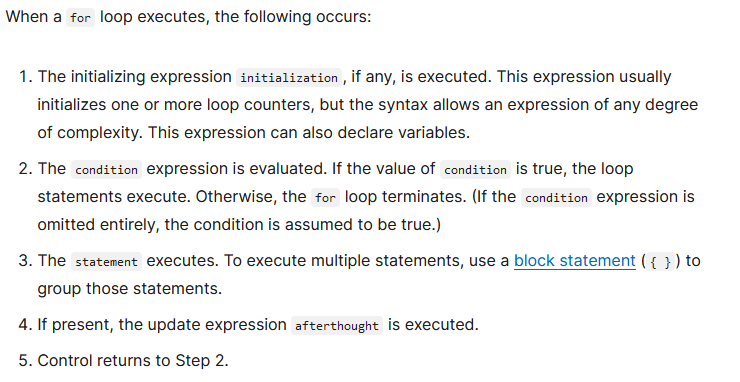 When a for loop executes, the following occurs:
1. The initializing expression initialization, if any, is executed. This expression usually
initializes one or more loop counters, but the syntax allows an expression of any degree
of complexity. This expression can also declare variables.
2. The condition expression is evaluated. If the value of condition is true, the loop
statements execute. Otherwise, the for loop terminates. (If the condition expression is
omitted entirely, the condition is assumed to be true.)
3. The statement executes. To execute multiple statements, use a block statement ({ }) to
group those statements.
4. If present, the update expression afterthought is executed.
5. Control returns to Step 2.